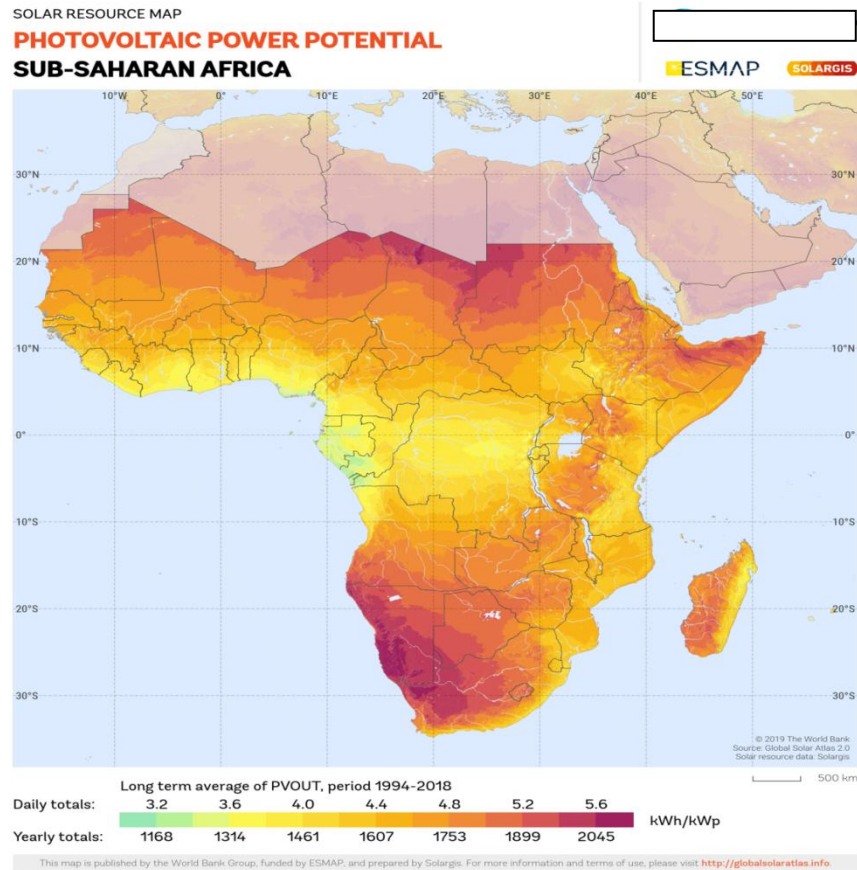 SOLAR RESOURCE MAP
PHOTOVOLTAIC POWER POTENTIAL
SUB-SAHARAN AFRICA
ESMAP SOLARGIS
10°W 0° 10°E 20°E 30°E 40°E 50°E
30°N 30°N
20°N 20°N
10°N 10°N
0° 0°
10°S 10°S
20°S 20°S
30°S 30°S
© 2019 The World Bank
Source: Global Solar Atlas 2.0
Solar resource data: Solargis
500 km
Long term average of PVOUT, period 1994-2018
Daily totals: 3.2 3.6 4.0 4.4 4.8 5.2 5.6 kWh/kWp
Yearly totals: 1168 1314 1461 1607 1753 1899 2045
This map is published by the World Bank Group, funded by ESMAP, and prepared by Solargis. For more information and terms of use, please visit http://globalsolaratlas.info.